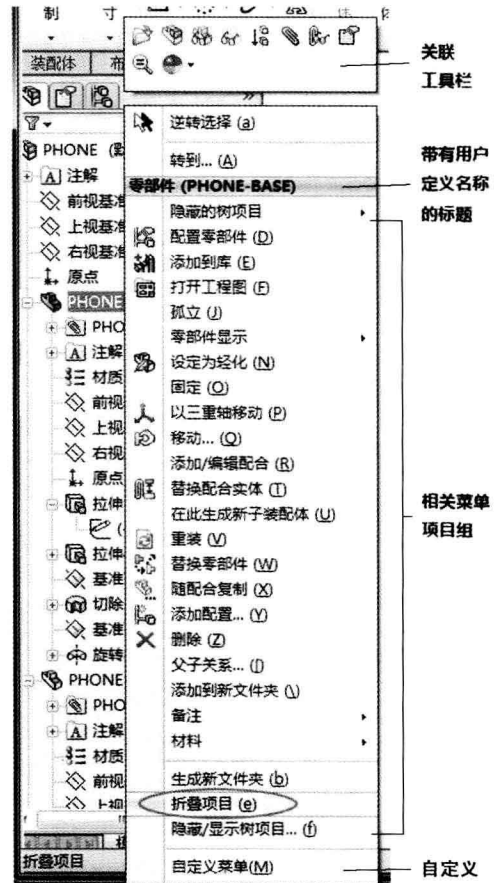 制 寸
关联
工具栏
装配体 布
PHONE (默
注解
前视基准
上视基准
右视基准
原点
PHONE
PHO
注解
材质
前视
上视
右视
原点
拉伸
拉伸
基准
切除
基准
旋转
PHONE
PHO
注解
材质
前视
上视
折叠项目
逆转选择 (a)
转到... (A)
零部件 (PHONE-BASE)
隐藏的树项目
配置零部件 (D)
添加到库 (E)
打开工程图 (F)
孤立 (J)
零部件显示
设定为轻化 (N)
固定 (O)
以三重轴移动 (P)
移动... (Q)
添加/编辑配合 (R)
替换配合实体 (T)
在此生成新子装配体 (U)
重装 (V)
替换零部件 (W)
随配合复制 (X)
添加配置... (Y)
删除 (Z)
父子关系... (I)
添加到新文件夹 (\)
备注
材料
生成新文件夹 (b)
折叠项目 (e)
隐藏/显示树项目... (f)
自定义菜单(M)
带有用户
定义名称
的标题
相关菜单
项目组
自定义